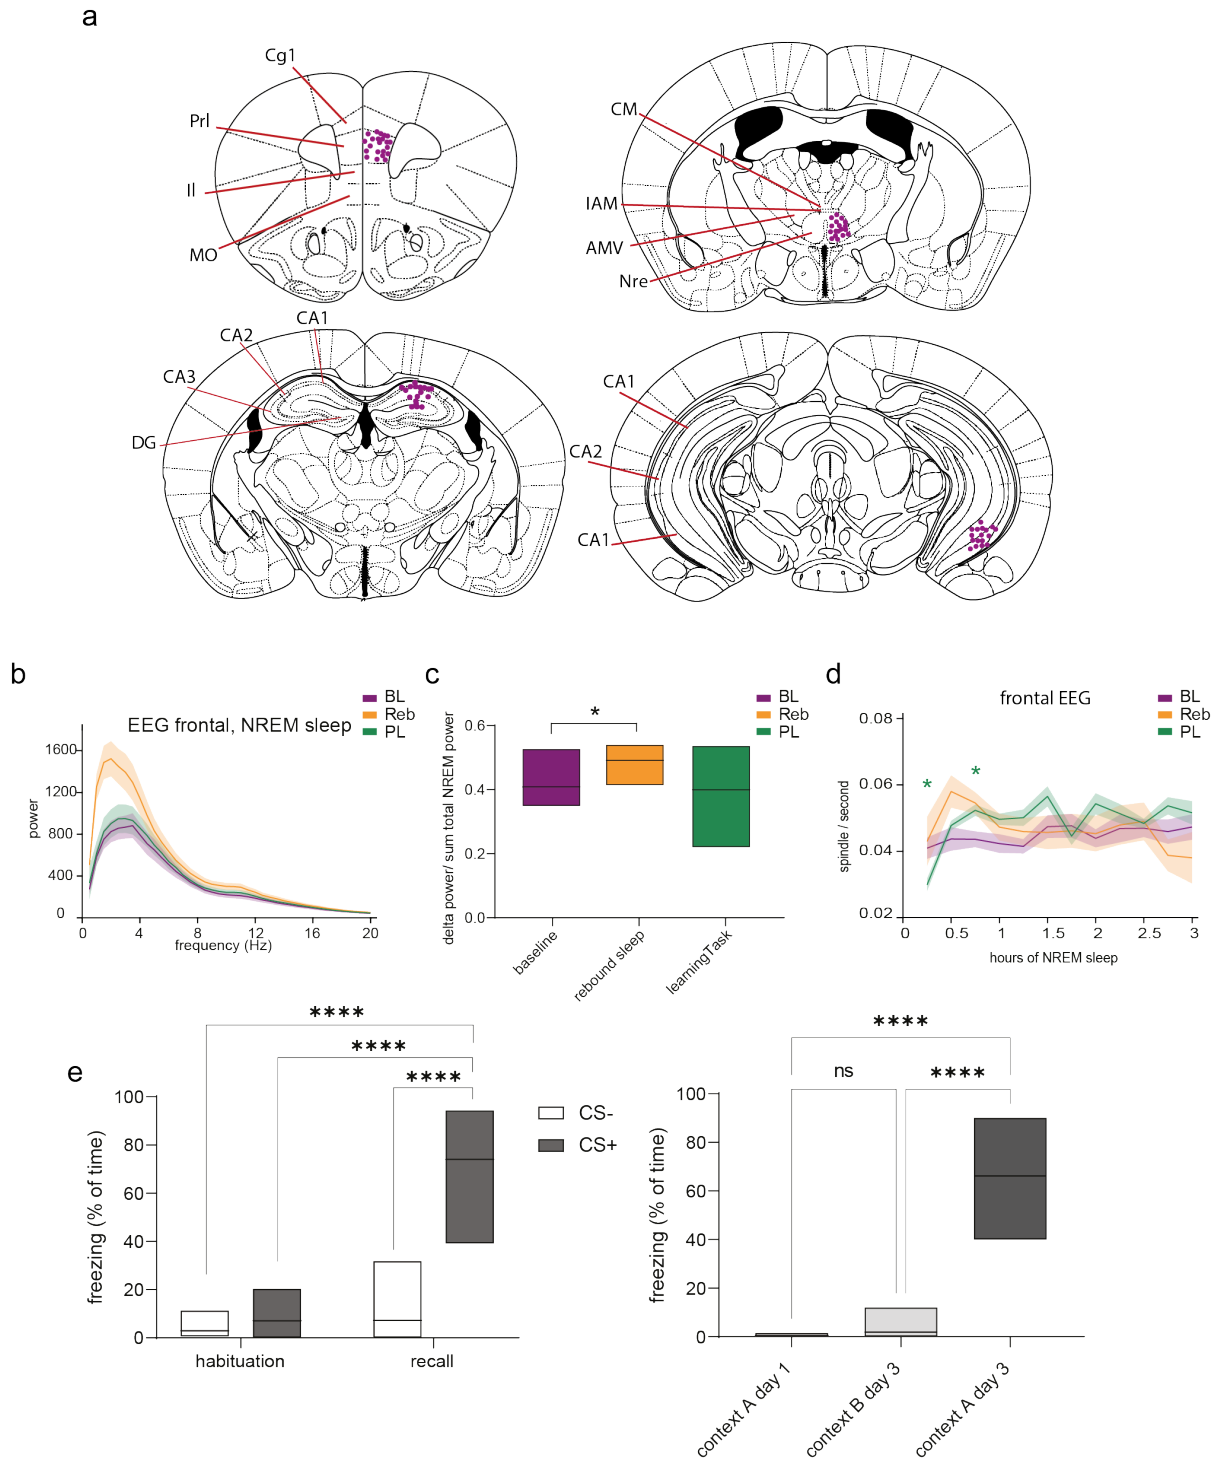 a
Cg1
Prl
Il
MO
CM
IAM
AMV
Nre
CA1
CA2
CA3
DG
CA1
CA2
CA1
b
BL
Reb
PL
EEG frontal, NREM sleep
power
1600
1200
800
400
0
0 4 8 12 16 20
frequency (Hz)
c
BL
Reb
PL
delta power/ sum total NREM power
0.6
0.4
0.2
0.0
*
baseline
rebound sleep
learningTask
d
frontal EEG
BL
Reb
PL
spindle / second
0.08
0.06
0.04
0.02
* *
0 0.5 1 1.5 2 2.5 3
hours of NREM sleep
e
****
****
****
freezing (% of time)
100
80
60
40
20
0
habituation recall
CS-
CS+
****
ns ****
freezing (% of time)
100
80
60
40
20
0
context A day 1
context B day 3
context A day 3